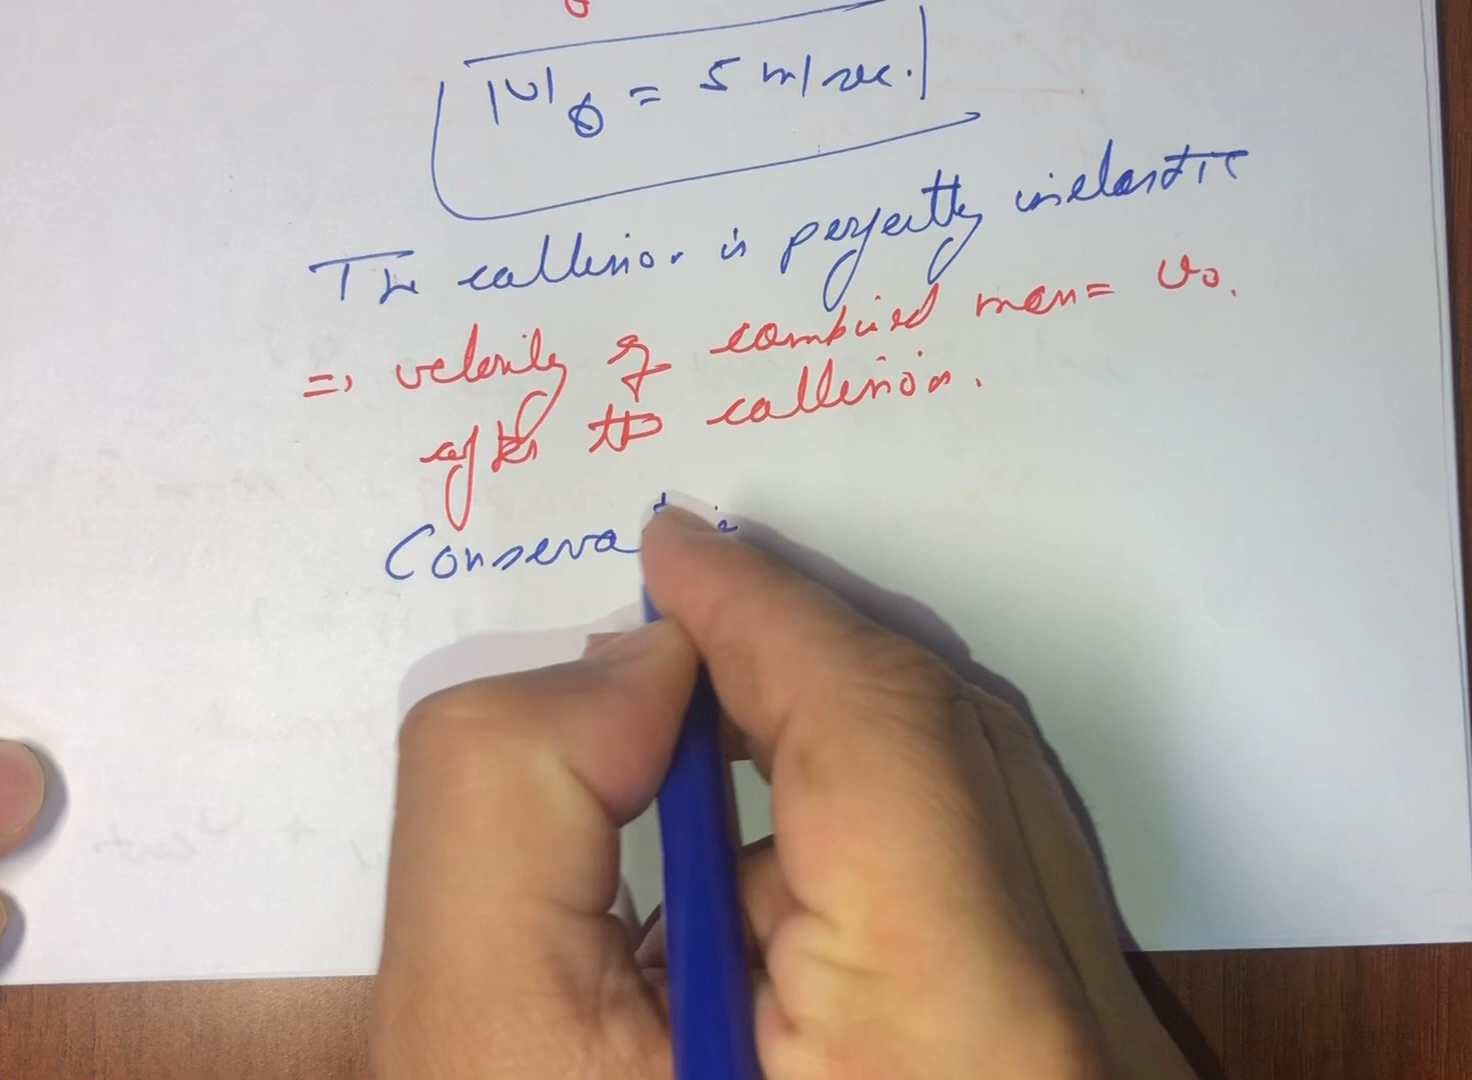 |v|₀ = 5 m/sec.
The collision is perfectly inelastic
=> velocity of combined mass = v₀.
after the collision.
Conserva